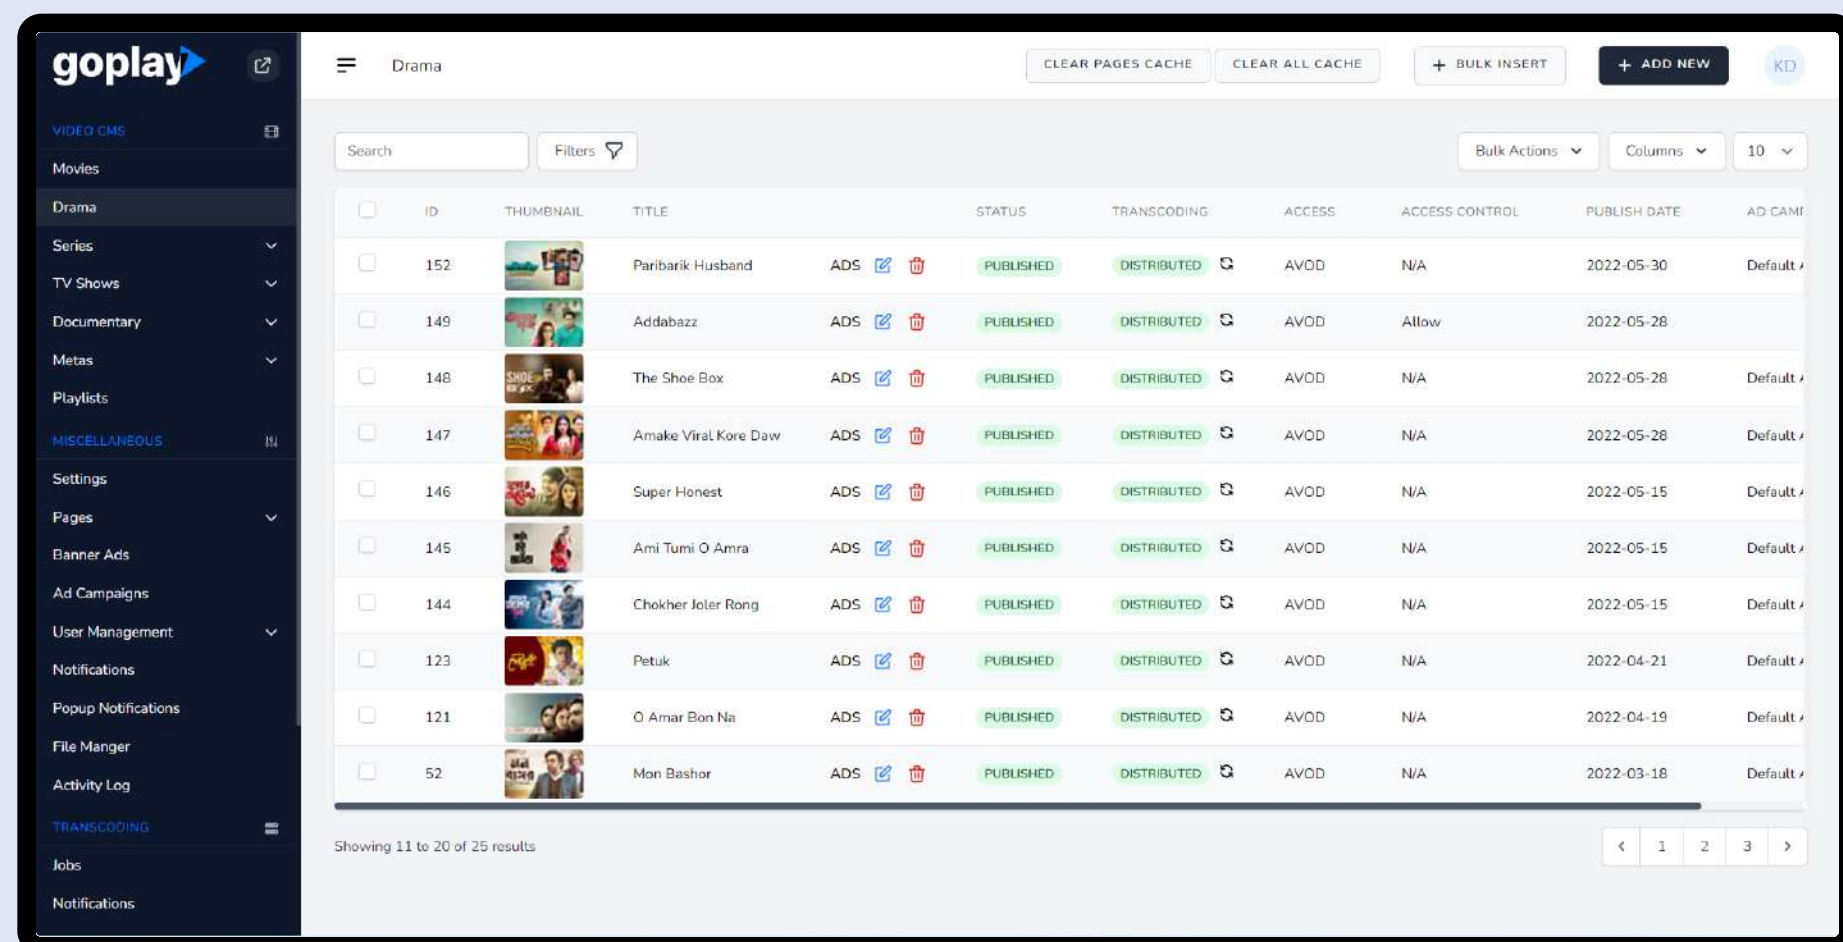 goplay
Drama
CLEAR PAGES CACHE
CLEAR ALL CACHE
+ BULK INSERT
+ ADD NEW
KD
VIDEO CMS
Movies
Drama
Series
TV Shows
Documentary
Metas
Playlists
MISCELLANEOUS
Settings
Pages
Banner Ads
Ad Campaigns
User Management
Notifications
Popup Notifications
File Manger
Activity Log
TRANSCODING
Jobs
Notifications
Search
Filters
Bulk Actions
Columns
10
ID THUMBNAIL TITLE STATUS TRANSCODING ACCESS ACCESS CONTROL PUBLISH DATE AD
152 Paribarik Husband ADS PUBLISHED DISTRIBUTED AVOD N/A 2022-05-30 Default
149 Addabazz ADS PUBLISHED DISTRIBUTED AVOD Allow 2022-05-28
148 SHOE BOX The Shoe Box ADS PUBLISHED DISTRIBUTED AVOD N/A 2022-05-28 Default
147 Amake Viral Kore Daw ADS PUBLISHED DISTRIBUTED AVOD N/A 2022-05-28 Default
146 Super Honest ADS PUBLISHED DISTRIBUTED AVOD N/A 2022-05-15 Default
145 Ami Tumi O Amra ADS PUBLISHED DISTRIBUTED AVOD N/A 2022-05-15 Default
144 Chokher Joler Rong ADS PUBLISHED DISTRIBUTED AVOD N/A 2022-05-15 Default
123 Petuk ADS PUBLISHED DISTRIBUTED AVOD N/A 2022-04-21 Default
121 O Amar Bon Na ADS PUBLISHED DISTRIBUTED AVOD N/A 2022-04-19 Default
52 Mon Bashor ADS PUBLISHED DISTRIBUTED AVOD N/A 2022-03-18 Default
Showing 11 to 20 of 25 results
< 1 2 3 >